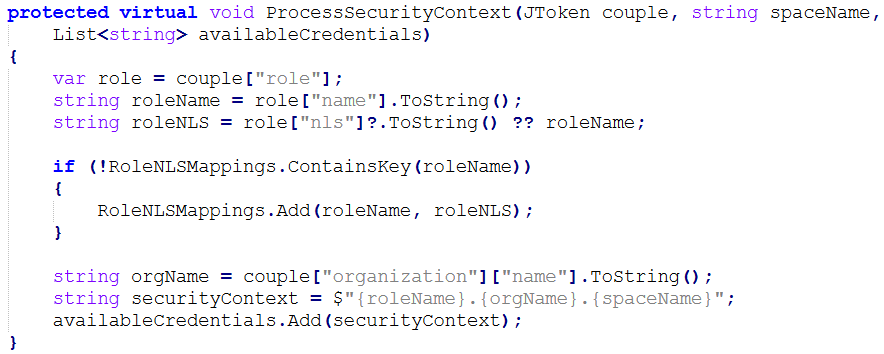 protected virtual void ProcessSecurityContext(JToken couple, string spaceName,
    List<string> availableCredentials)
{
    var role = couple["role"];
    string roleName = role["name"].ToString();
    string roleNLS = role["nls"]?.ToString() ?? roleName;

    if (!RoleNLSMappings.ContainsKey(roleName))
    {
        RoleNLSMappings.Add(roleName, roleNLS);
    }

    string orgName = couple["organization"]["name"].ToString();
    string securityContext = $"{roleName}.{orgName}.{spaceName}";
    availableCredentials.Add(securityContext);
}